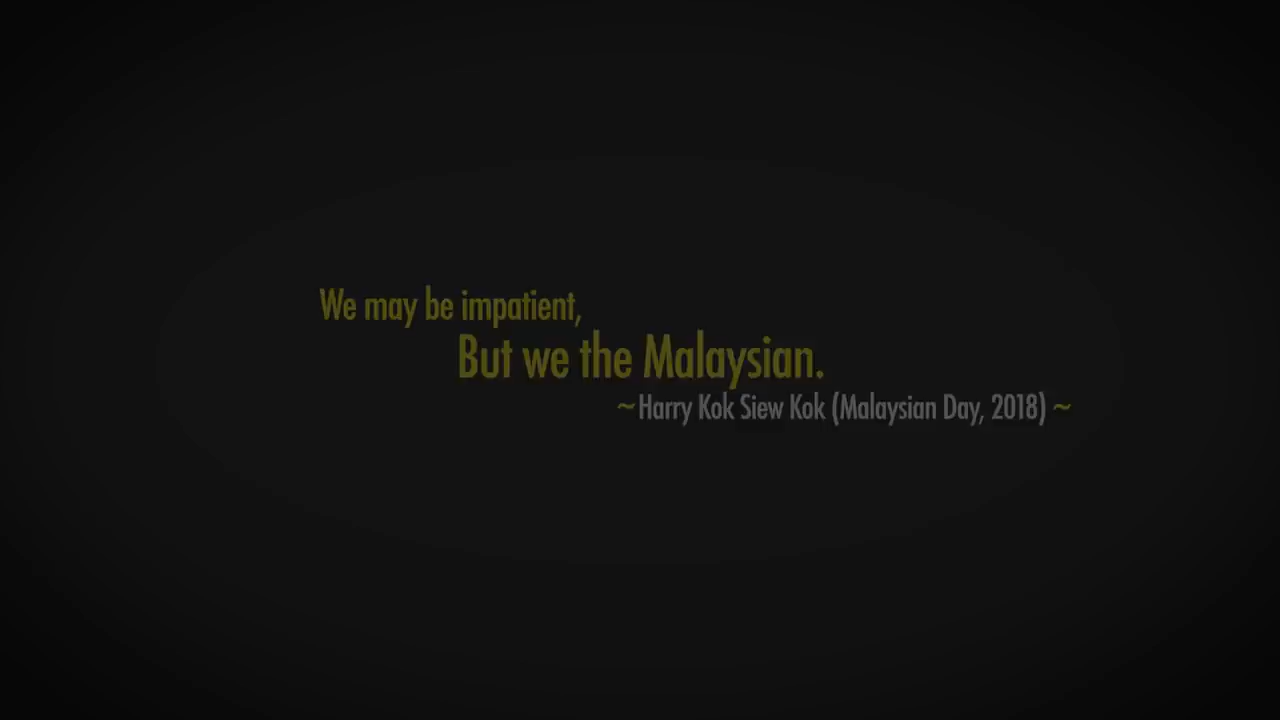 We may be impatient,
But we the Malaysian.
~Harry Kok Siew Kok (Malaysian Day, 2018) ~